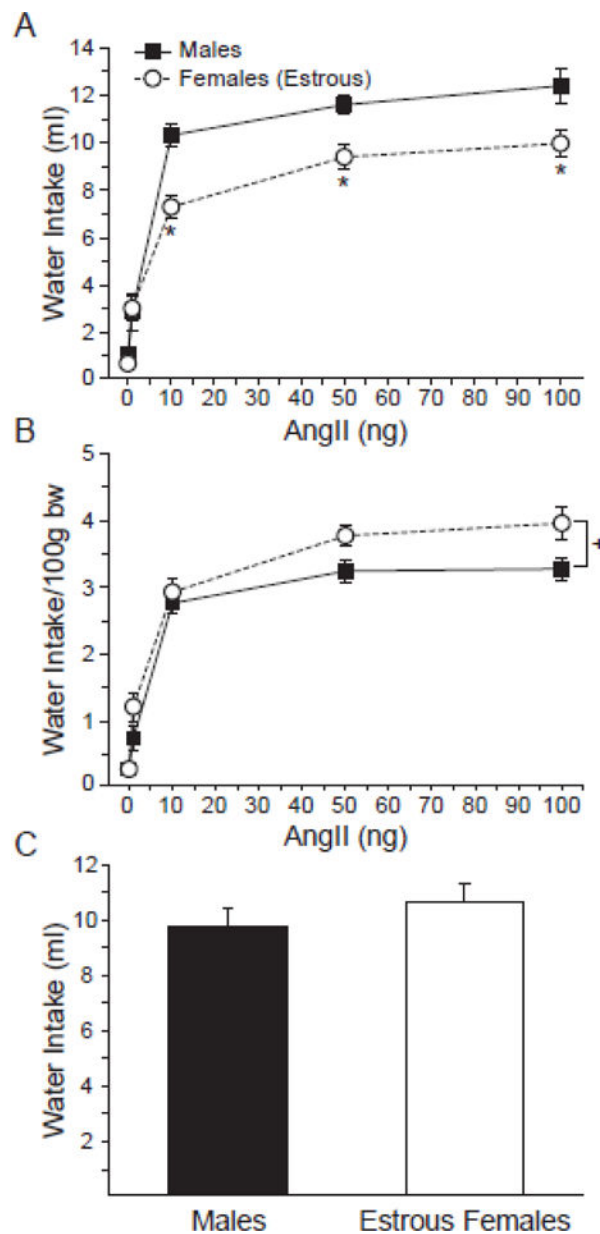 A
Males
Females (Estrous)
14
12
10
8
6
4
2
0
Water Intake (ml)
*
*
*
0 10 20 30 40 50 60 70 80 90 100
AngII (ng)
B
5
4
3
2
1
0
Water Intake/100g bw
+
0 10 20 30 40 50 60 70 80 90 100
AngII (ng)
C
12
10
8
6
4
2
Water Intake (ml)
Males Estrous Females